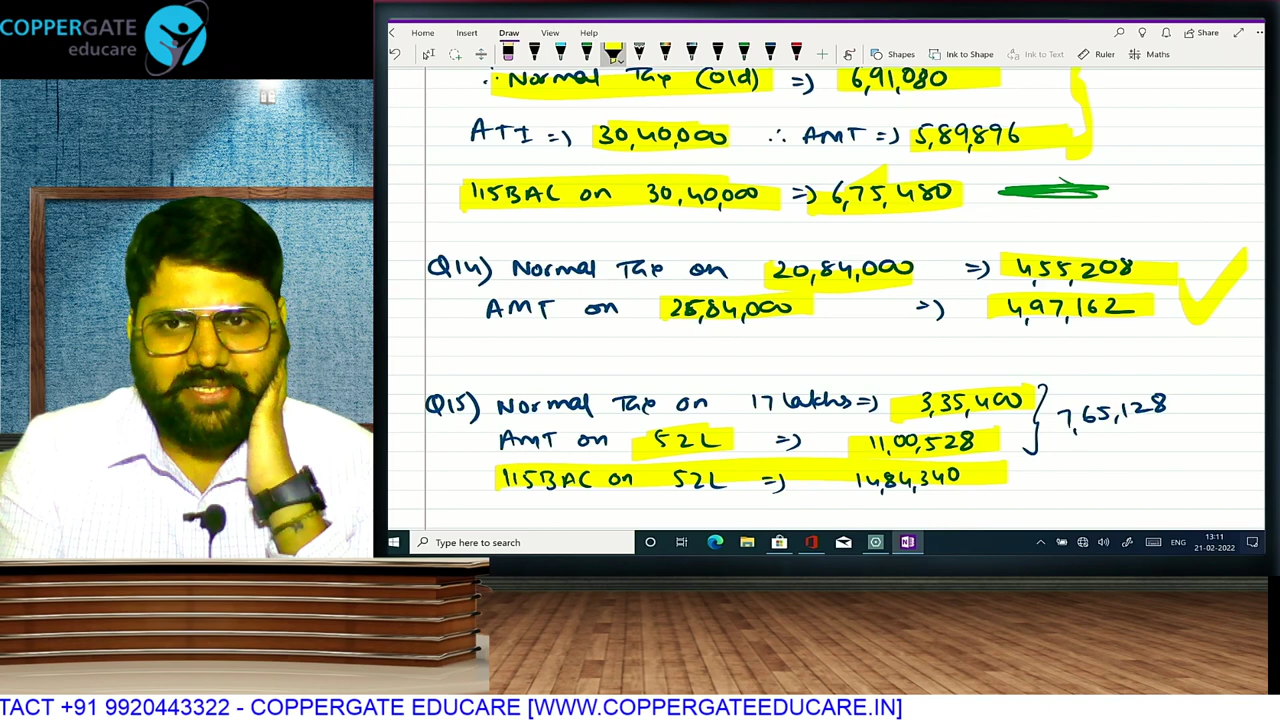 COPPERGATE
educare
Home Insert Draw View Help
Share
Shapes Ink to Shape Ink to Text Ruler Maths
∴ Normal Tax (Old) => 6,91,080
ATI => 30,40,000 ∴ AMT => 5,89,896
115BAC on 30,40,000 => 6,75,480
Q14) Normal Tax on 20,84,000 => 4,55,208
AMT on 25,84,000 => 4,97,162
Q15) Normal Tax on 17 lakhs => 3,35,400
7,65,128
AMT on 52L => 11,00,528
115BAC on 52L => 14,84,340
Type here to search
ENG
13:11
21-02-2022
TACT +91 9920443322 - COPPERGATE EDUCARE [WWW.COPPERGATEEDUCARE.IN]